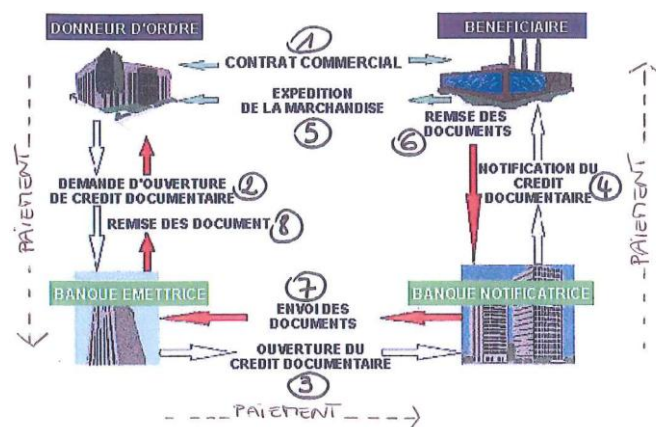 DONNEUR D'ORDRE
BENEFICIAIRE
1
CONTRAT COMMERCIAL
EXPEDITION
DE LA MARCHANDISE
5
REMISE DES
DOCUMENTS
6
DEMANDE D'OUVERTURE
DE CREDIT DOCUMENTAIRE
2
NOTIFICATION DU
CREDIT
DOCUMENTAIRE
4
REMISE DES DOCUMENT
8
PAIEMENT
PAIEMENT
BANQUE EMETTRICE
BANQUE NOTIFICATRICE
7
ENVOI DES
DOCUMENTS
OUVERTURE DU
CREDIT DOCUMENTAIRE
3
PAIEMENT